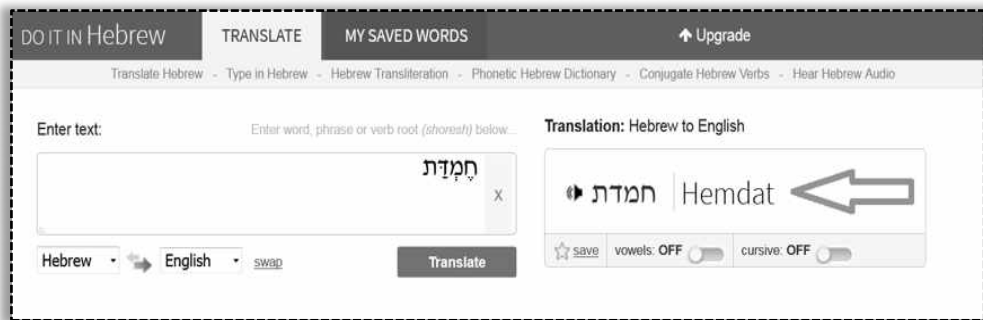 DO IT IN Hebrew TRANSLATE MY SAVED WORDS Upgrade
Translate Hebrew - Type in Hebrew - Hebrew Transliteration - Phonetic Hebrew Dictionary - Conjugate Hebrew Verbs - Hear Hebrew Audio
Enter text: Enter word, phrase or verb root (shoresh) below... Translation: Hebrew to English
חֶמְדַּת X
חמדת Hemdat
save vowels: OFF cursive: OFF
Hebrew English swap Translate